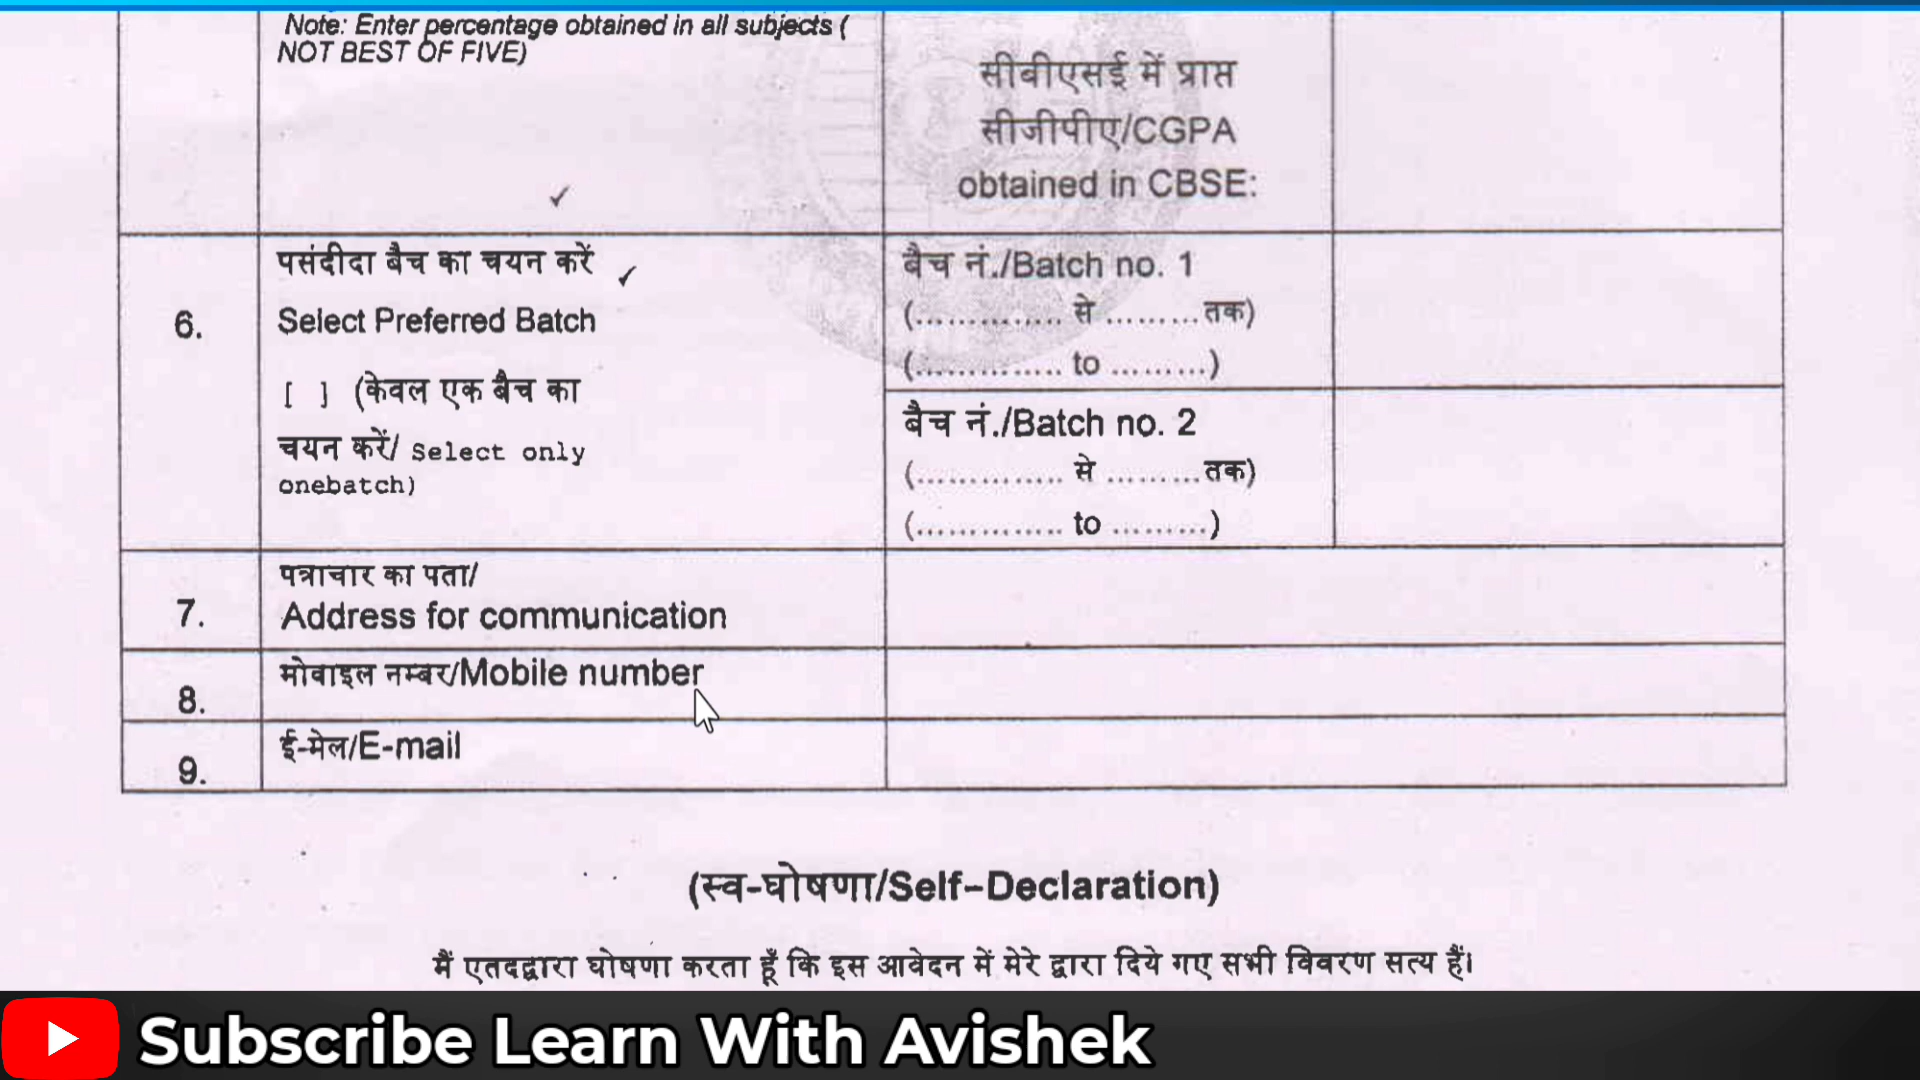 Note: Enter percentage obtained in all subjects (
NOT BEST OF FIVE)
सीबीएसई में प्राप्त
सीजीपीए/CGPA
obtained in CBSE:
6.
पसंदीदा बैच का चयन करें
Select Preferred Batch
[ ] (केवल एक बैच का
चयन करें/ Select only
onebatch)
बैच नं./Batch no. 1
(.............. से .........तक)
(.............. to .........)
बैच नं./Batch no. 2
(.............. से .........तक)
(.............. to .........)
7.
पत्राचार का पता/
Address for communication
8.
मोवाइल नम्बर/Mobile number
9.
ई-मेल/E-mail
(स्व-घोषणा/Self-Declaration)
मैं एतदद्वारा घोषणा करता हूँ कि इस आवेदन में मेरे द्वारा दिये गए सभी विवरण सत्य हैं।
Subscribe Learn With Avishek